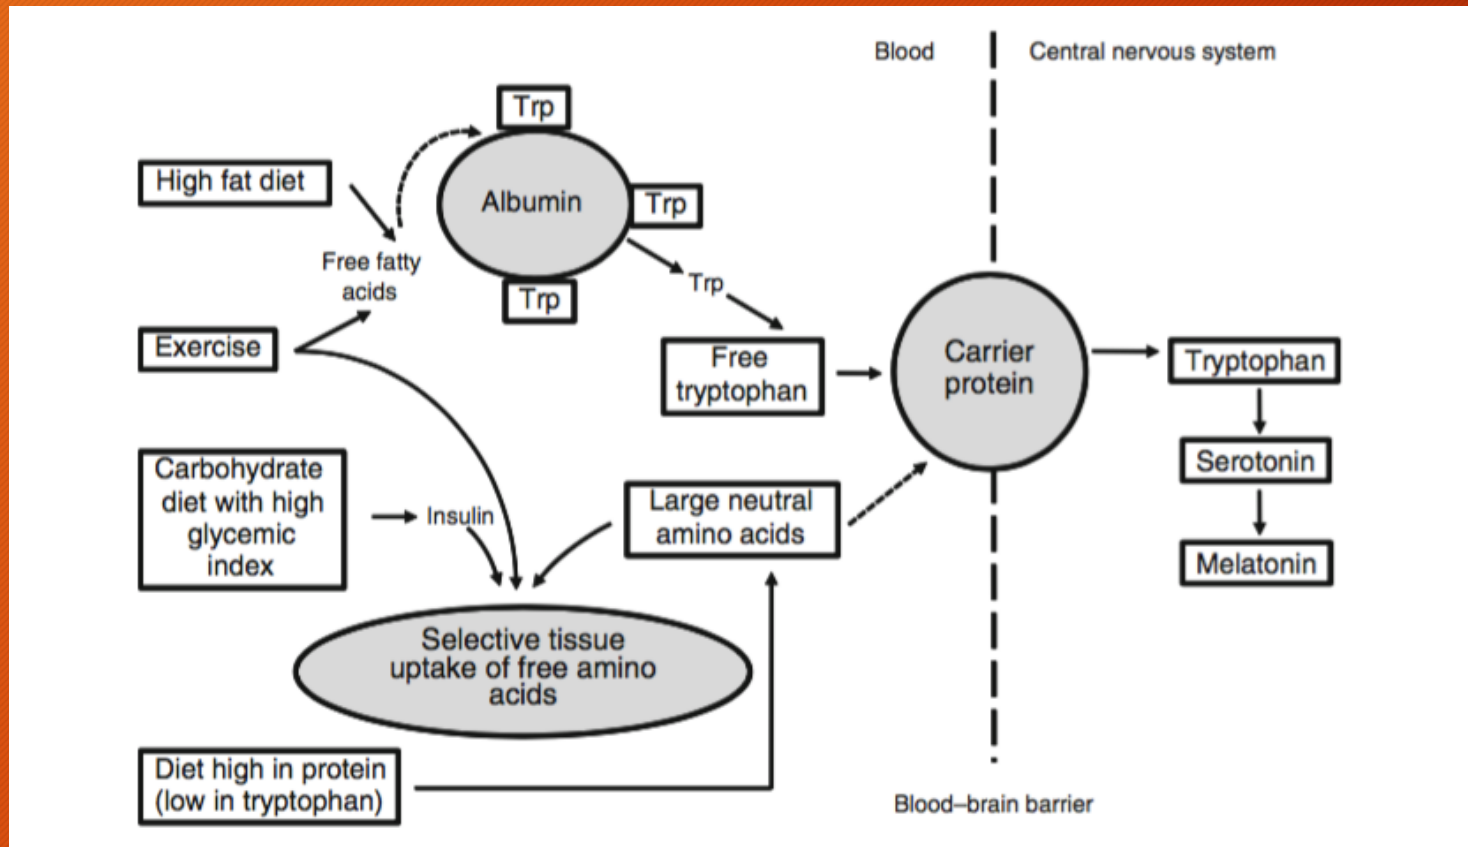 Blood
Central nervous system
Trp
High fat diet
Albumin
Trp
Free fatty
acids
Trp
Trp
Exercise
Free
tryptophan
Carrier
protein
Tryptophan
Carbohydrate
diet with high
glycemic
index
Insulin
Large neutral
amino acids
Serotonin
Melatonin
Selective tissue
uptake of free amino
acids
Diet high in protein
(low in tryptophan)
Blood–brain barrier